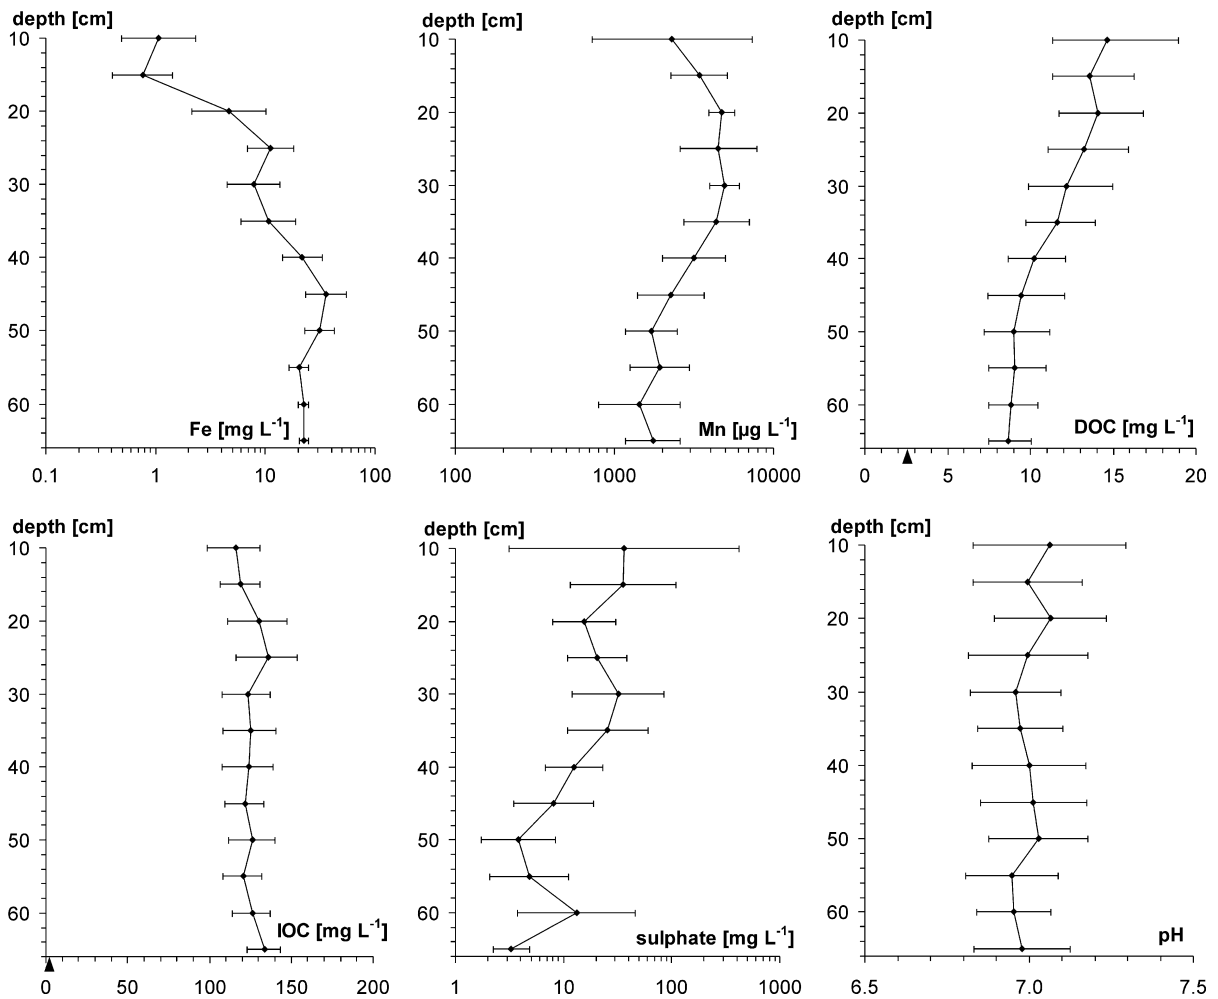 depth [cm]
10
20
30
40
50
60
Fe [mg L-1]
0.1 1 10 100
depth [cm]
10
20
30
40
50
60
Mn [µg L-1]
100 1000 10000
depth [cm]
10
20
30
40
50
60
DOC [mg L-1]
0 5 10 15 20
depth [cm]
10
20
30
40
50
60
IOC [mg L-1]
0 50 100 150 200
depth [cm]
10
20
30
40
50
60
sulphate [mg L-1]
1 10 100 1000
depth [cm]
10
20
30
40
50
60
pH
6.5 7.0 7.5